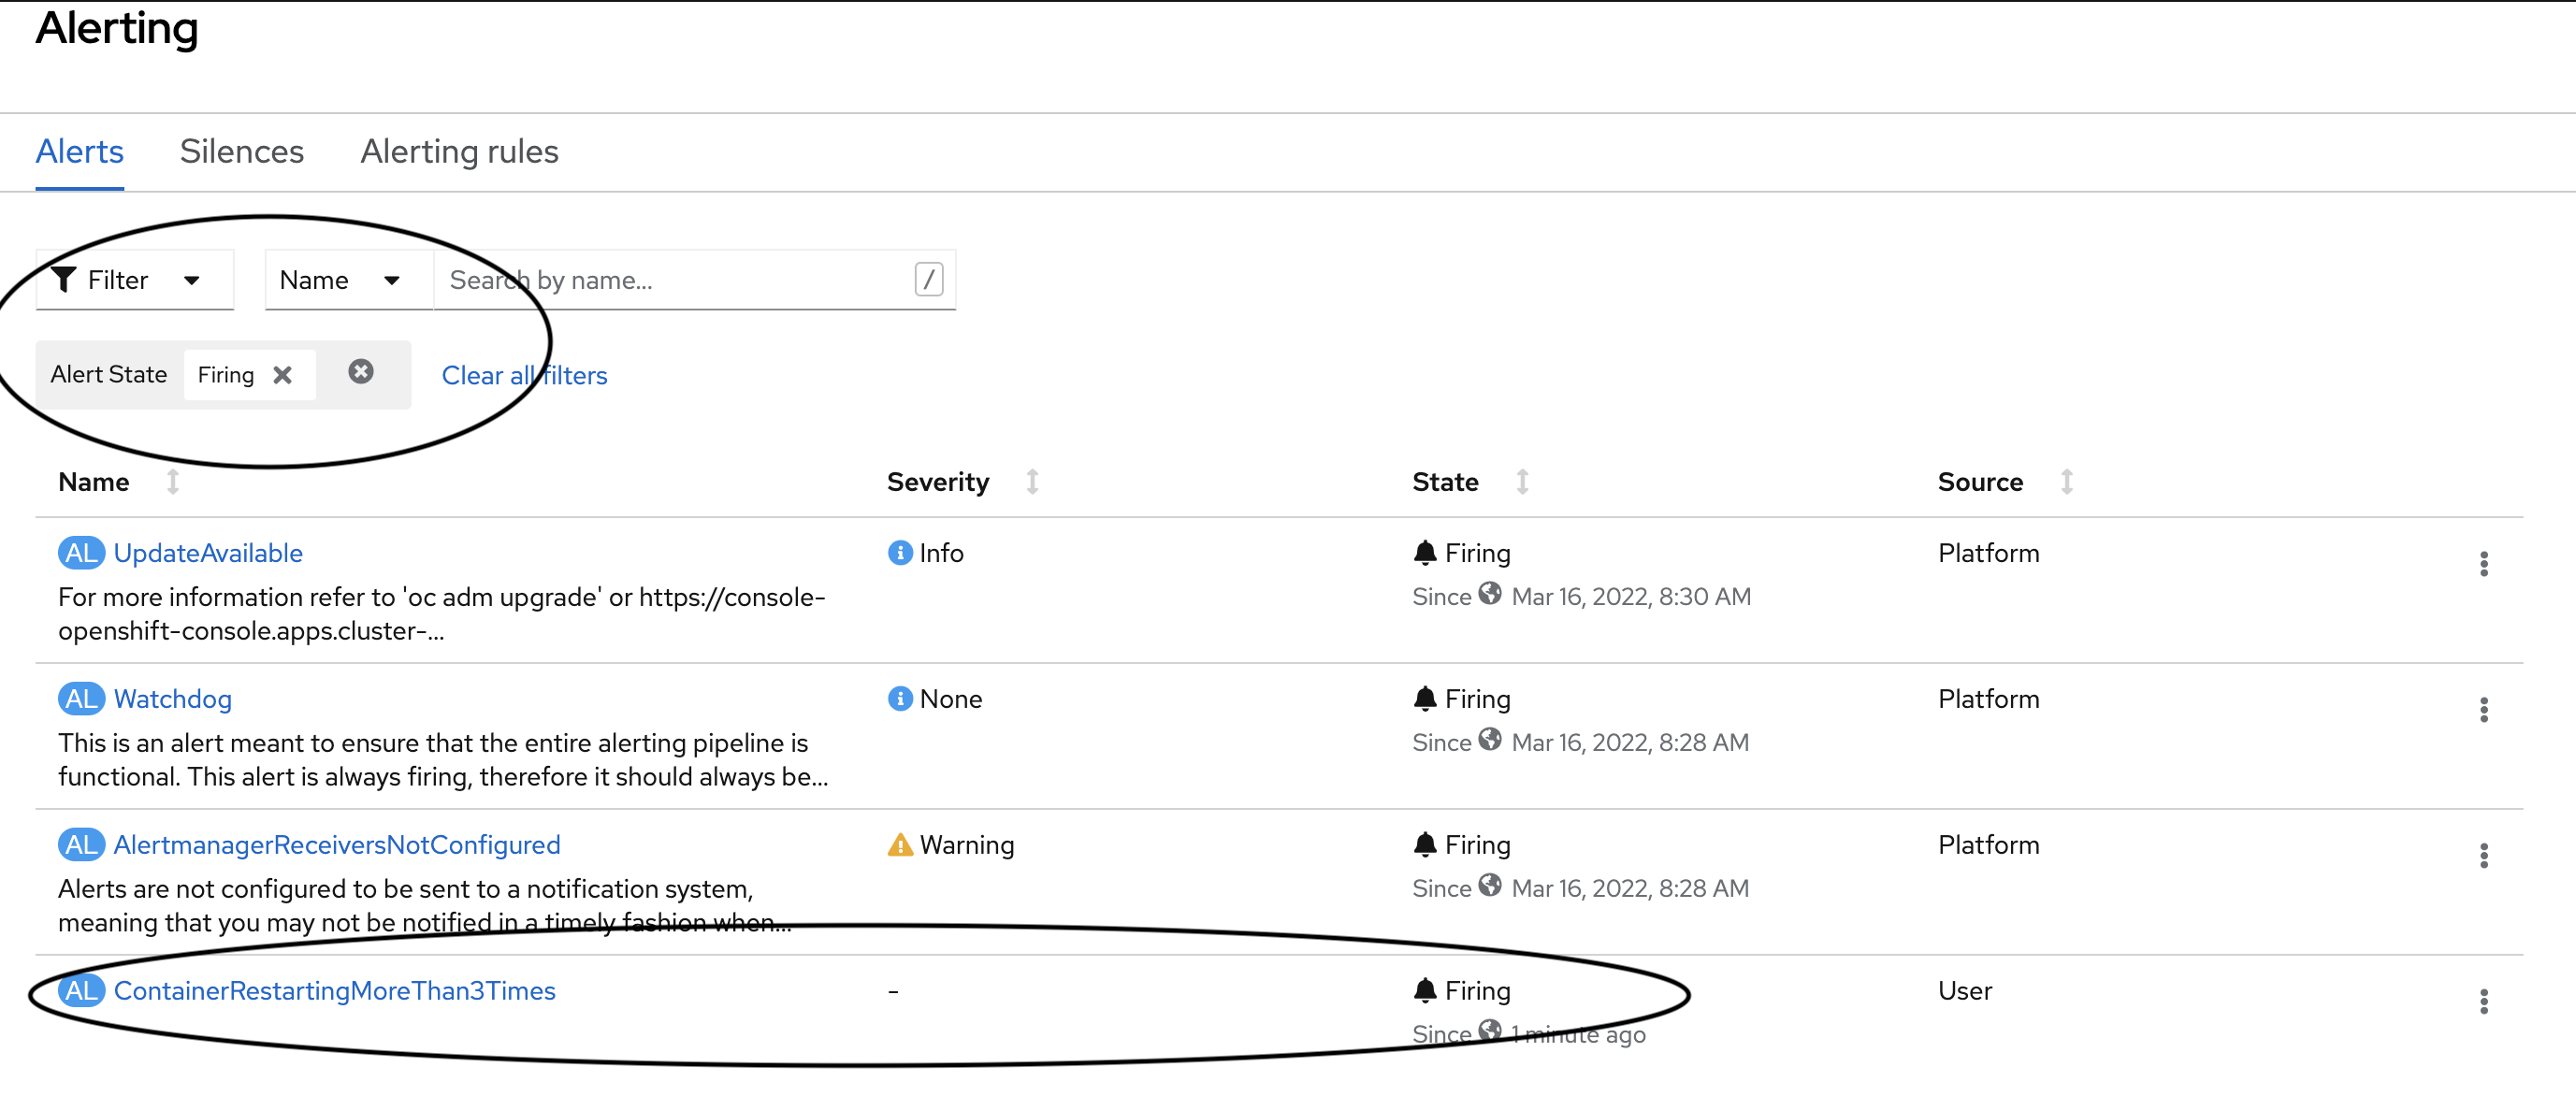 Alerting
Alerts Silences Alerting rules
Filter Name Search by name... /
Alert State Firing Clear all filters
Name Severity State Source
AL UpdateAvailable Info Firing Platform
For more information refer to 'oc adm upgrade' or https://console- Since Mar 16, 2022, 8:30 AM
openshift-console.apps.cluster-...
AL Watchdog None Firing Platform
This is an alert meant to ensure that the entire alerting pipeline is Since Mar 16, 2022, 8:28 AM
functional. This alert is always firing, therefore it should always be...
AL AlertmanagerReceiversNotConfigured Warning Firing Platform
Alerts are not configured to be sent to a notification system, Since Mar 16, 2022, 8:28 AM
meaning that you may not be notified in a timely fashion when...
AL ContainerRestartingMoreThan3Times - Firing User
Since 1 minute ago